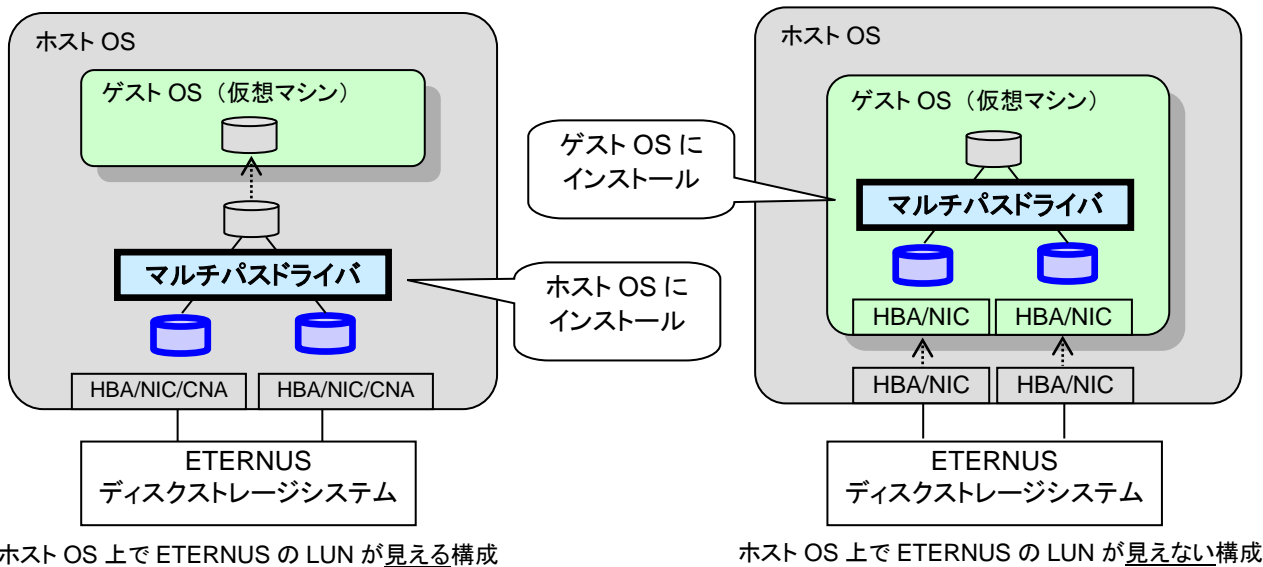 ホスト OS
ゲスト OS（仮想マシン）
マルチパスドライバ
HBA/NIC/CNA
HBA/NIC/CNA
ETERNUS
ディスクストレージシステム
ホスト OS 上で ETERNUS の LUN が見える構成
ゲスト OS に
インストール
ホスト OS に
インストール
ホスト OS
ゲスト OS（仮想マシン）
マルチパスドライバ
HBA/NIC
HBA/NIC
HBA/NIC
HBA/NIC
ETERNUS
ディスクストレージシステム
ホスト OS 上で ETERNUS の LUN が見えない構成